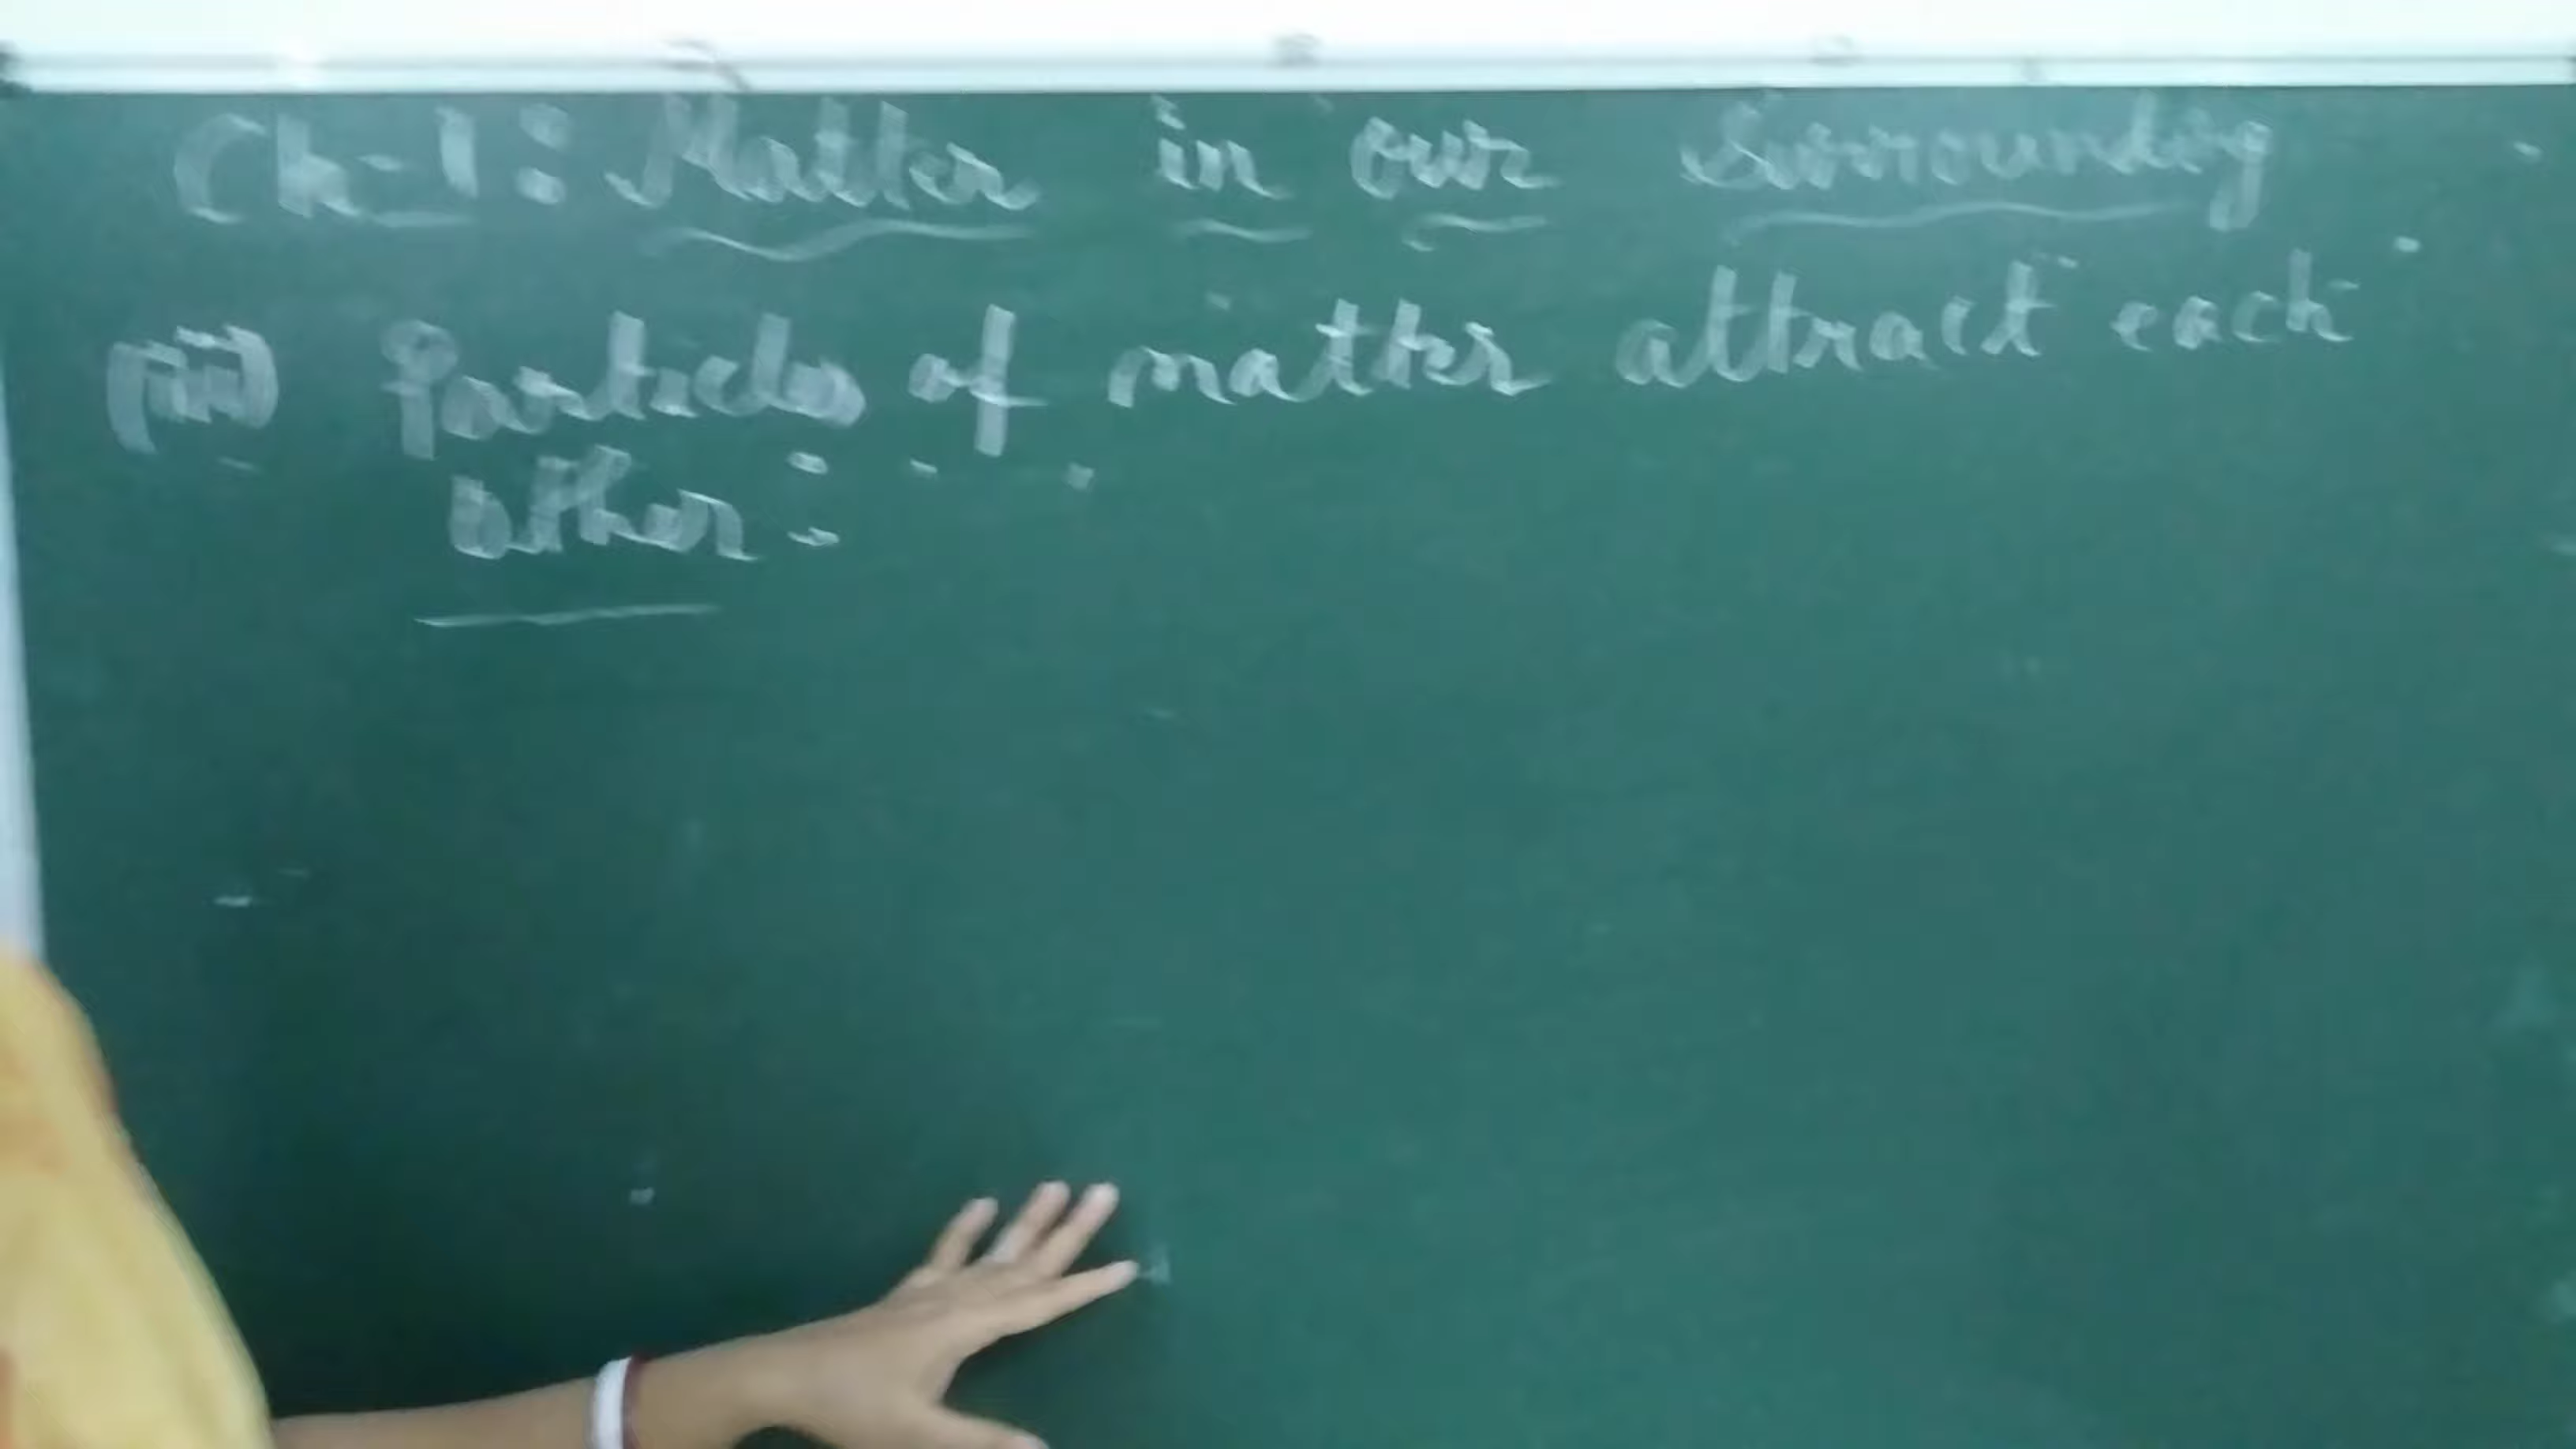 Ch-1: Matter in our Surrounding
(iii) Particles of matter attract each
other :-